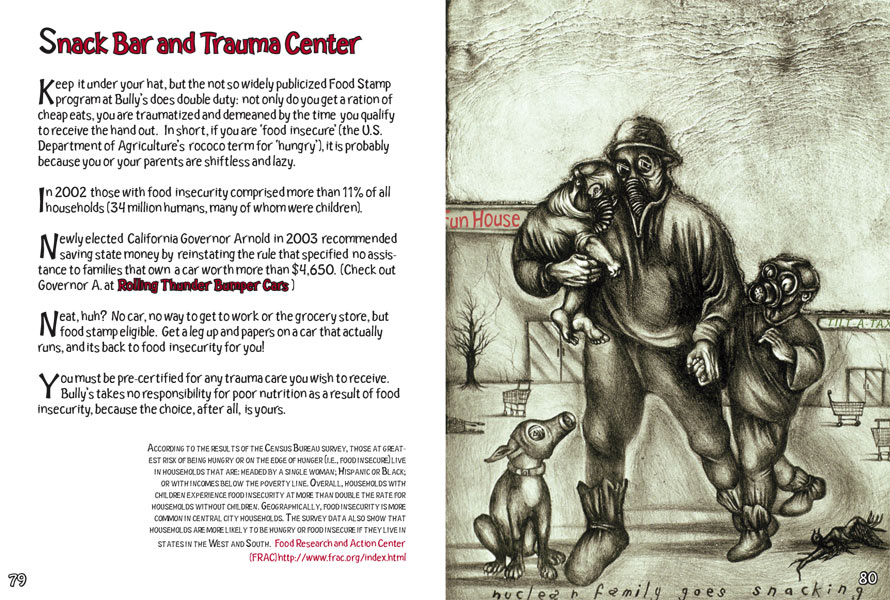 Snack Bar and Trauma Center
Keep it under your hat, but the not so widely publicized Food Stamp
program at Bully's does double duty: not only do you get a ration of
cheap eats, you are traumatized and demeaned by the time you qualify
to receive the hand out. In short, if you are 'food insecure' (the U.S.
Department of Agriculture's rococo term for 'hungry'), it is probably
because you or your parents are shiftless and lazy.
In 2002 those with food insecurity comprised more than 11% of all
households (34 million humans, many of whom were children).
Newly elected California Governor Arnold in 2003 recommended
saving state money by reinstating the rule that specified no assis-
tance to families that own a car worth more than $4,650. (Check out
Governor A. at Rolling Thunder Bumper Cars )
Neat, huh? No car, no way to get to work or the grocery store, but
food stamp eligible. Get a leg up and papers on a car that actually
runs, and its back to food insecurity for you!
You must be pre-certified for any trauma care you wish to receive.
Bully's takes no responsibility for poor nutrition as a result of food
insecurity, because the choice, after all, is yours.
According to the results of the Census Bureau survey, those at great-
est risk of being hungry or on the edge of hunger (i.e., food insecure) live
in households that are: headed by a single woman; Hispanic or Black;
or with incomes below the poverty line. Overall, households with
children experience food insecurity at more than double the rate for
households without children. Geographically, food insecurity is more
common in central city households. The survey data also show that
households are more likely to be hungry or food insecure if they live in
states in the West and South. Food Research and Action Center
(FRAC)http://www.frac.org/index.html
79
Fun House
nuclear family goes snacking
80